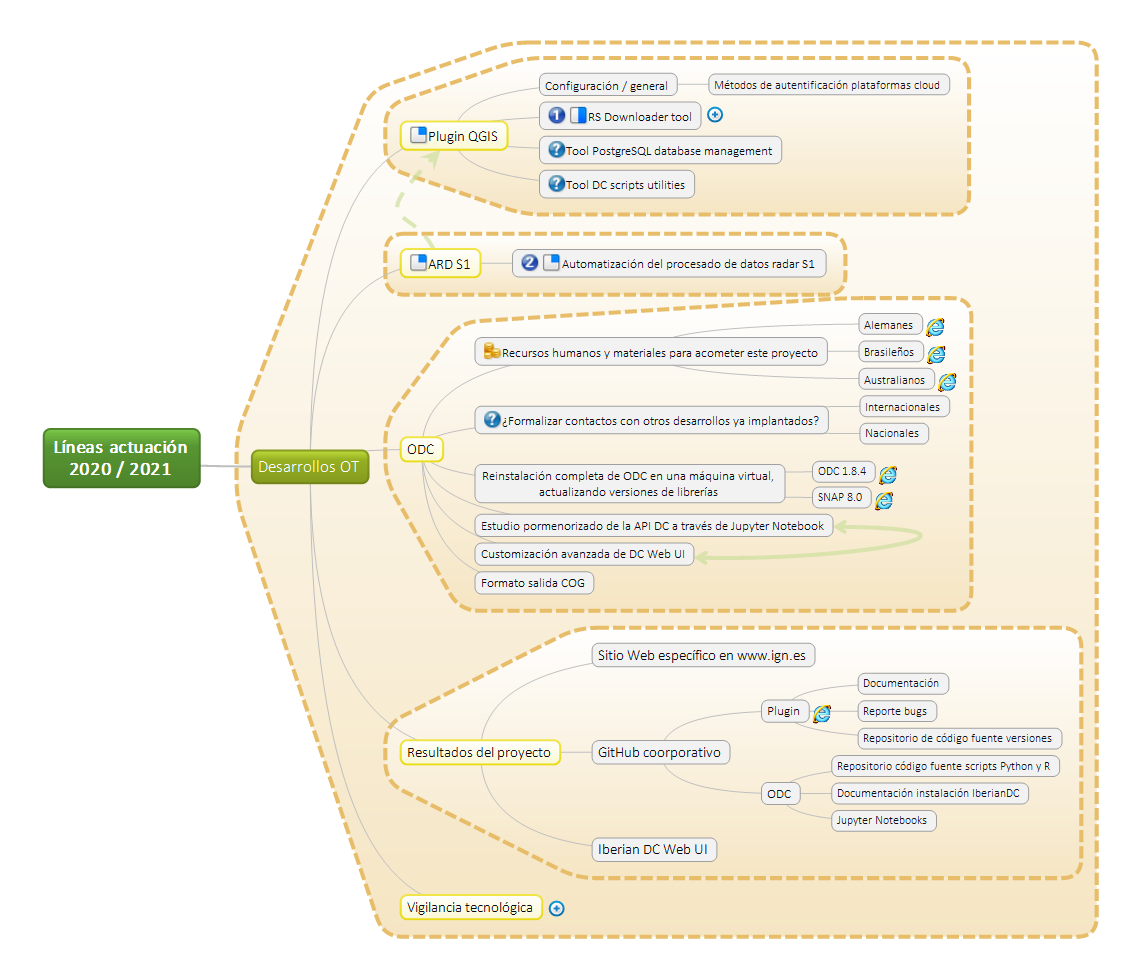 Líneas actuación
2020 / 2021
Desarrollos OT
Plugin QGIS
Configuración / general
Métodos de autentificación plataformas cloud
1 RS Downloader tool
? Tool PostgreSQL database management
? Tool DC scripts utilities
ARD S1
2 Automatización del procesado de datos radar S1
ODC
Recursos humanos y materiales para acometer este proyecto
Alemanes
Brasileños
Australianos
? ¿Formalizar contactos con otros desarrollos ya implantados?
Internacionales
Nacionales
Reinstalación completa de ODC en una máquina virtual,
actualizando versiones de librerías
ODC 1.8.4
SNAP 8.0
Estudio pormenorizado de la API DC a través de Jupyter Notebook
Customización avanzada de DC Web UI
Formato salida COG
Resultados del proyecto
Sitio Web específico en www.ign.es
GitHub coorporativo
Plugin
Documentación
Reporte bugs
Repositorio de código fuente versiones
ODC
Repositorio código fuente scripts Python y R
Documentación instalación IberianDC
Jupyter Notebooks
Iberian DC Web UI
Vigilancia tecnológica